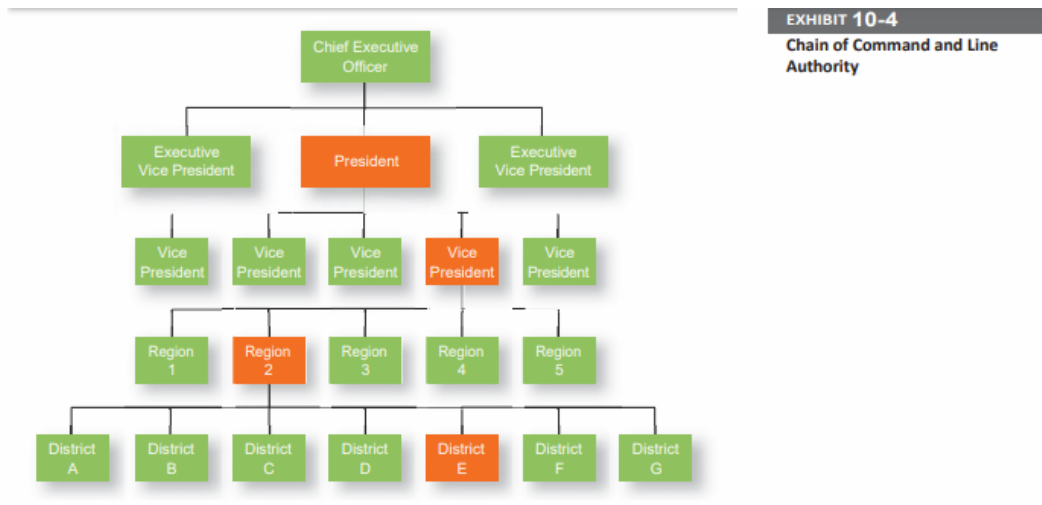 EXHIBIT 10-4
Chain of Command and Line
Authority
Chief Executive
Officer
Executive
Vice President
President
Executive
Vice President
Vice
President
Vice
President
Vice
President
Vice
President
Vice
President
Region
1
Region
2
Region
3
Region
4
Region
5
District
A
District
B
District
C
District
D
District
E
District
F
District
G